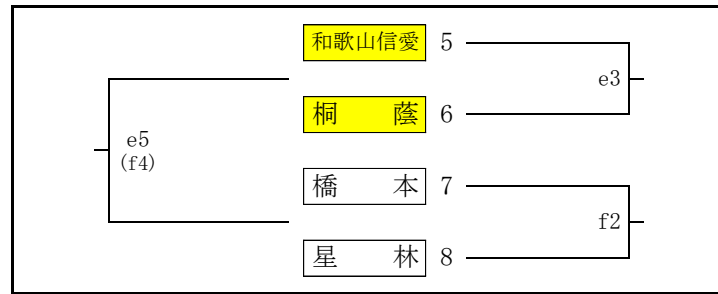 和歌山信愛 5
e3
桐 蔭 6
e5
(f4)
橋 本 7
f2
星 林 8